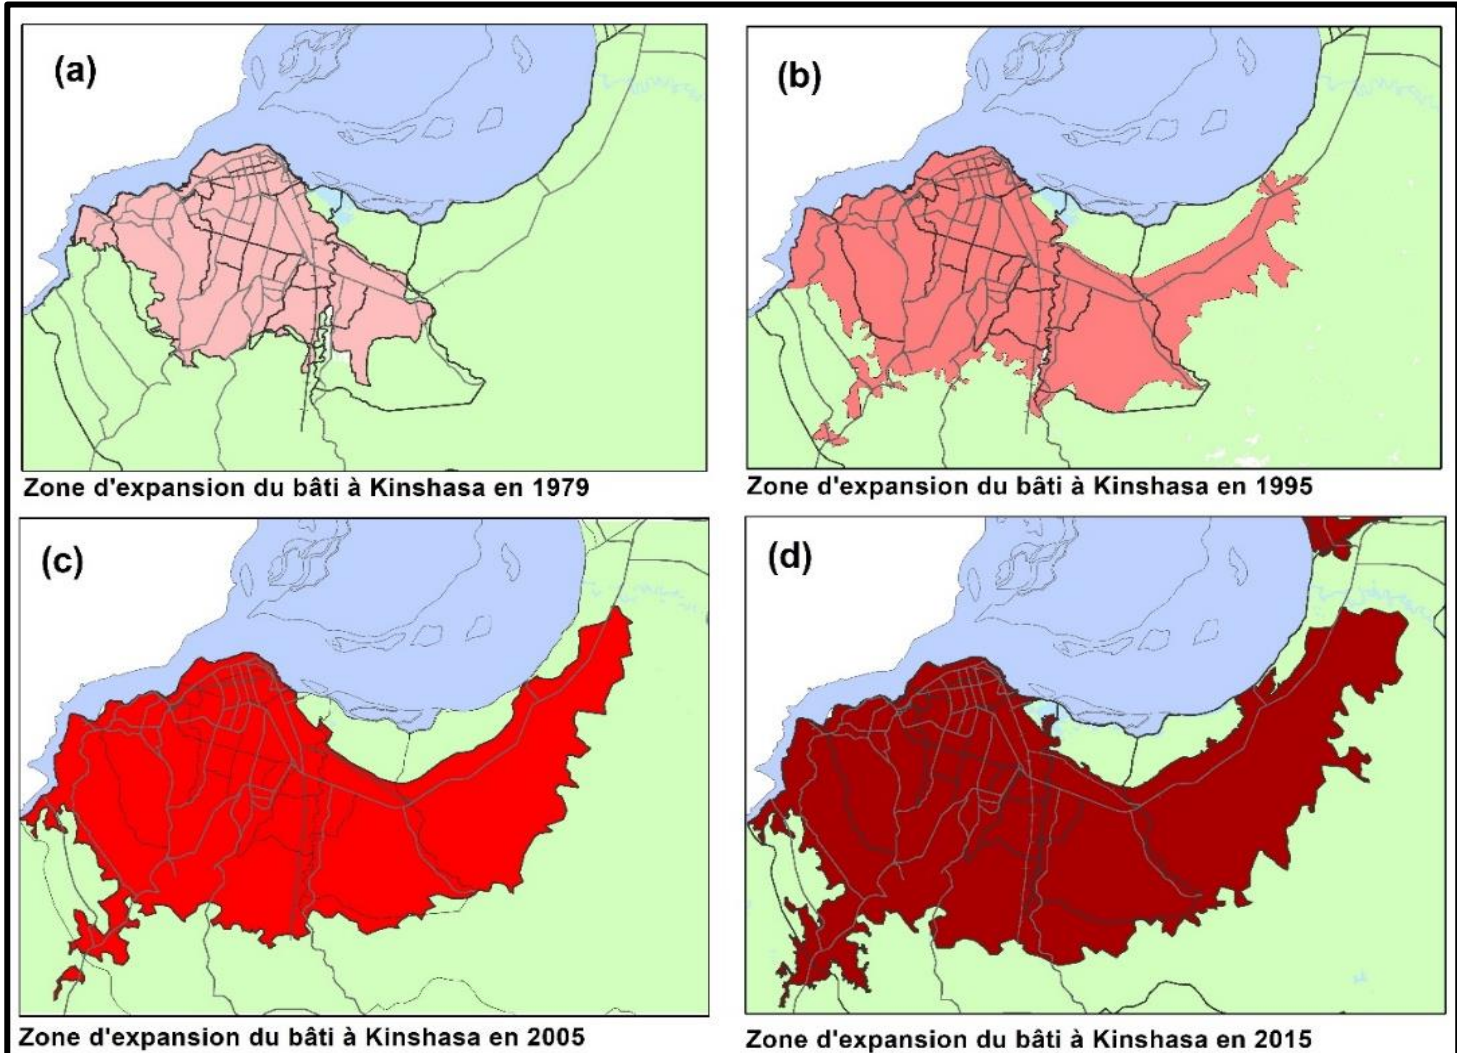 (a)
Zone d'expansion du bâti à Kinshasa en 1979
(b)
Zone d'expansion du bâti à Kinshasa en 1995
(c)
Zone d'expansion du bâti à Kinshasa en 2005
(d)
Zone d'expansion du bâti à Kinshasa en 2015